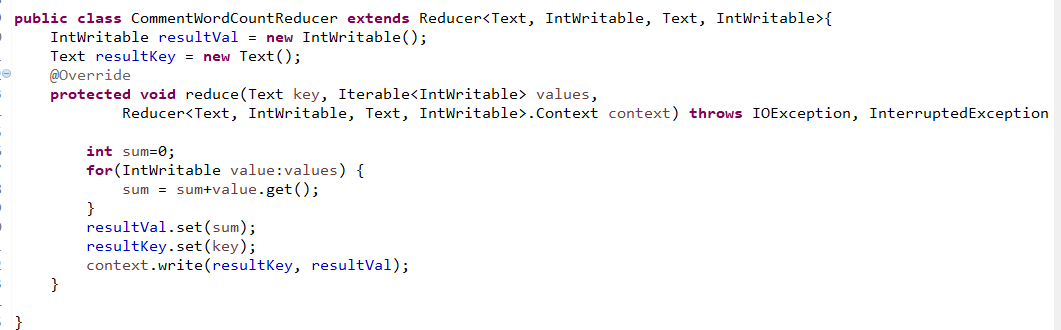 public class CommentWordCountReducer extends Reducer<Text, IntWritable, Text, IntWritable>{
    IntWritable resultVal = new IntWritable();
    Text resultKey = new Text();
    @Override
    protected void reduce(Text key, Iterable<IntWritable> values,
            Reducer<Text, IntWritable, Text, IntWritable>.Context context) throws IOException, InterruptedException
        int sum=0;
        for(IntWritable value:values) {
            sum = sum+value.get();
        }
        resultVal.set(sum);
        resultKey.set(key);
        context.write(resultKey, resultVal);
    }
}